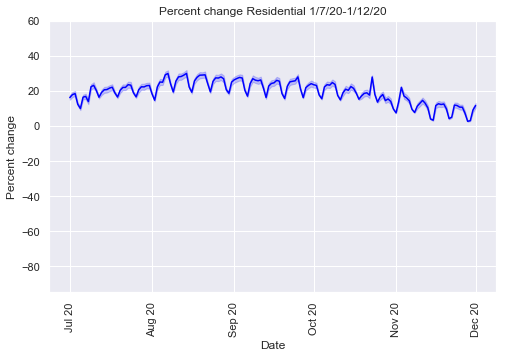 Percent change Residential 1/7/20-1/12/20
Percent change
60
40
20
0
−20
−40
−60
−80
Jul 20
Aug 20
Sep 20
Oct 20
Nov 20
Dec 20
Date